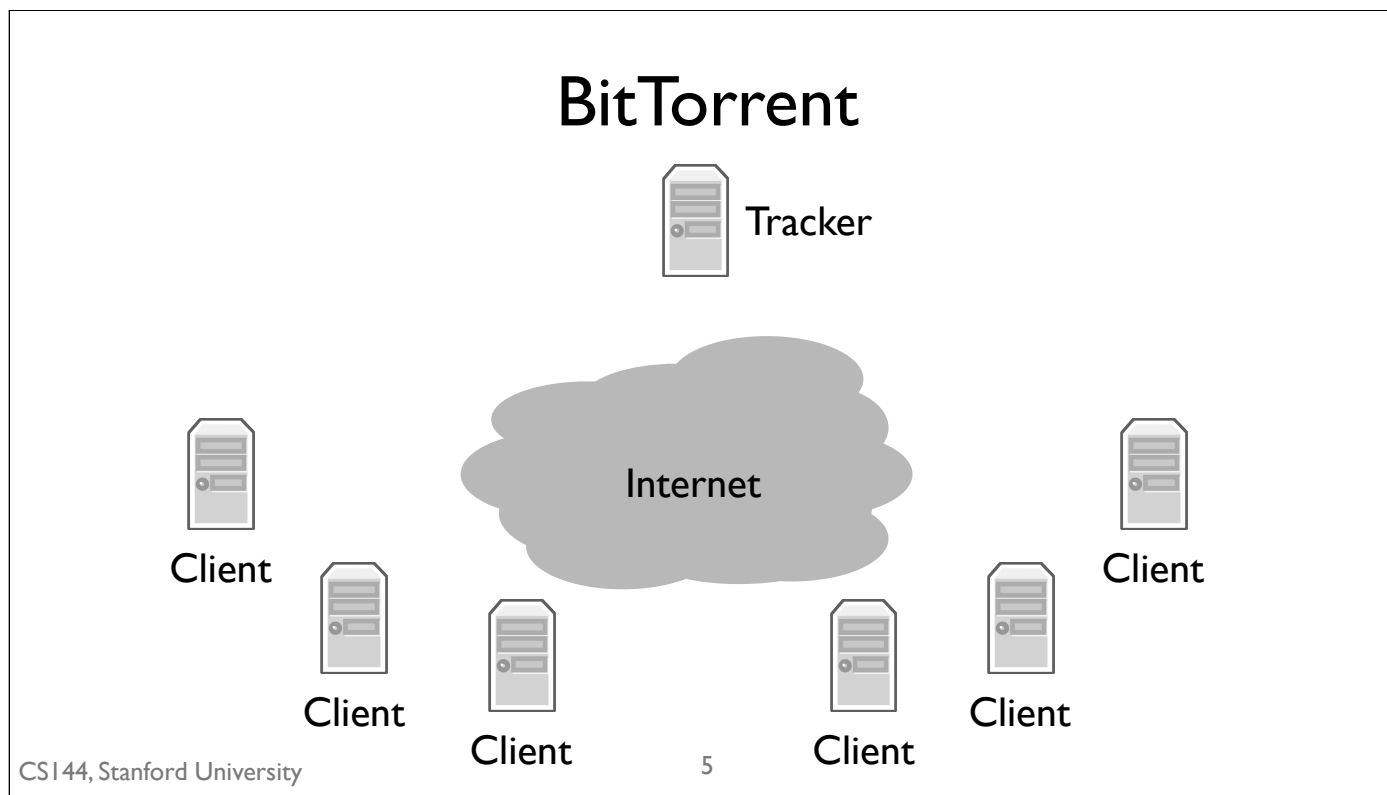 BitTorrent
Tracker
Internet
Client
Client
Client
Client
Client
Client
CS144, Stanford University
5